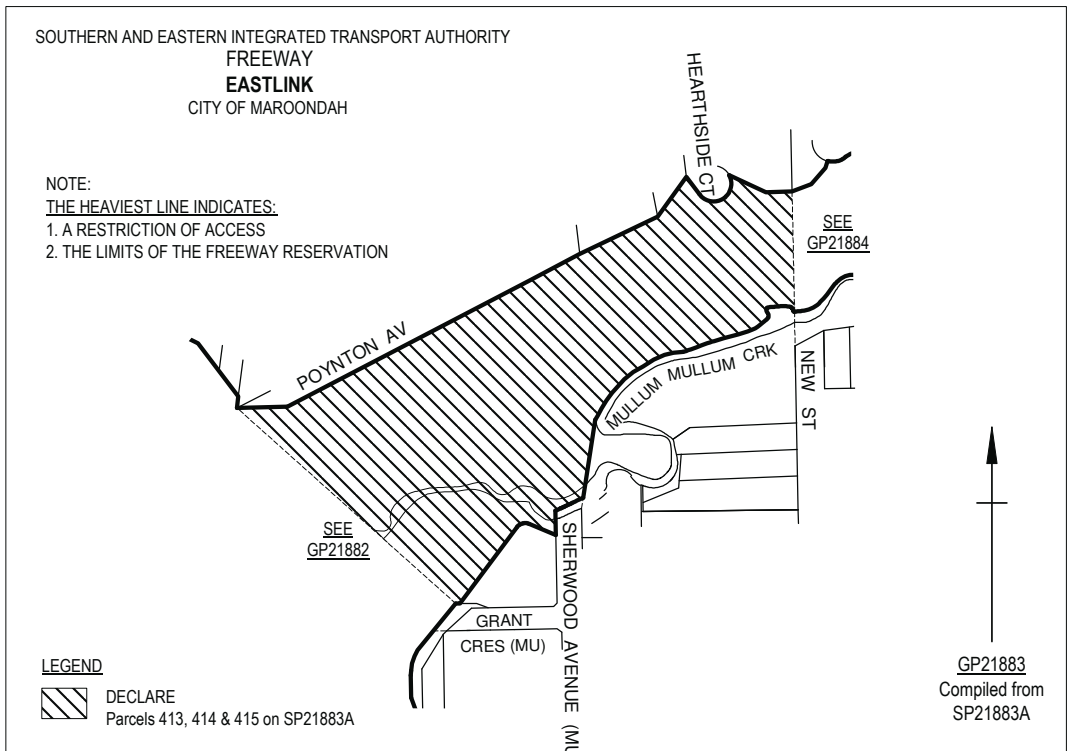 SOUTHERN AND EASTERN INTEGRATED TRANSPORT AUTHORITY
FREEWAY
EASTLINK
CITY OF MAROONDAH
NOTE:
THE HEAVIEST LINE INDICATES:
1. A RESTRICTION OF ACCESS
2. THE LIMITS OF THE FREEWAY RESERVATION
HEARTHSIDE CT
SEE
GP21884
POYNTON AV
MULLUM MULLUM CRK
NEW ST
SEE
GP21882
SHERWOOD AVENUE (MU
GRANT
CRES (MU)
LEGEND
DECLARE
Parcels 413, 414 & 415 on SP21883A
GP21883
Compiled from
SP21883A